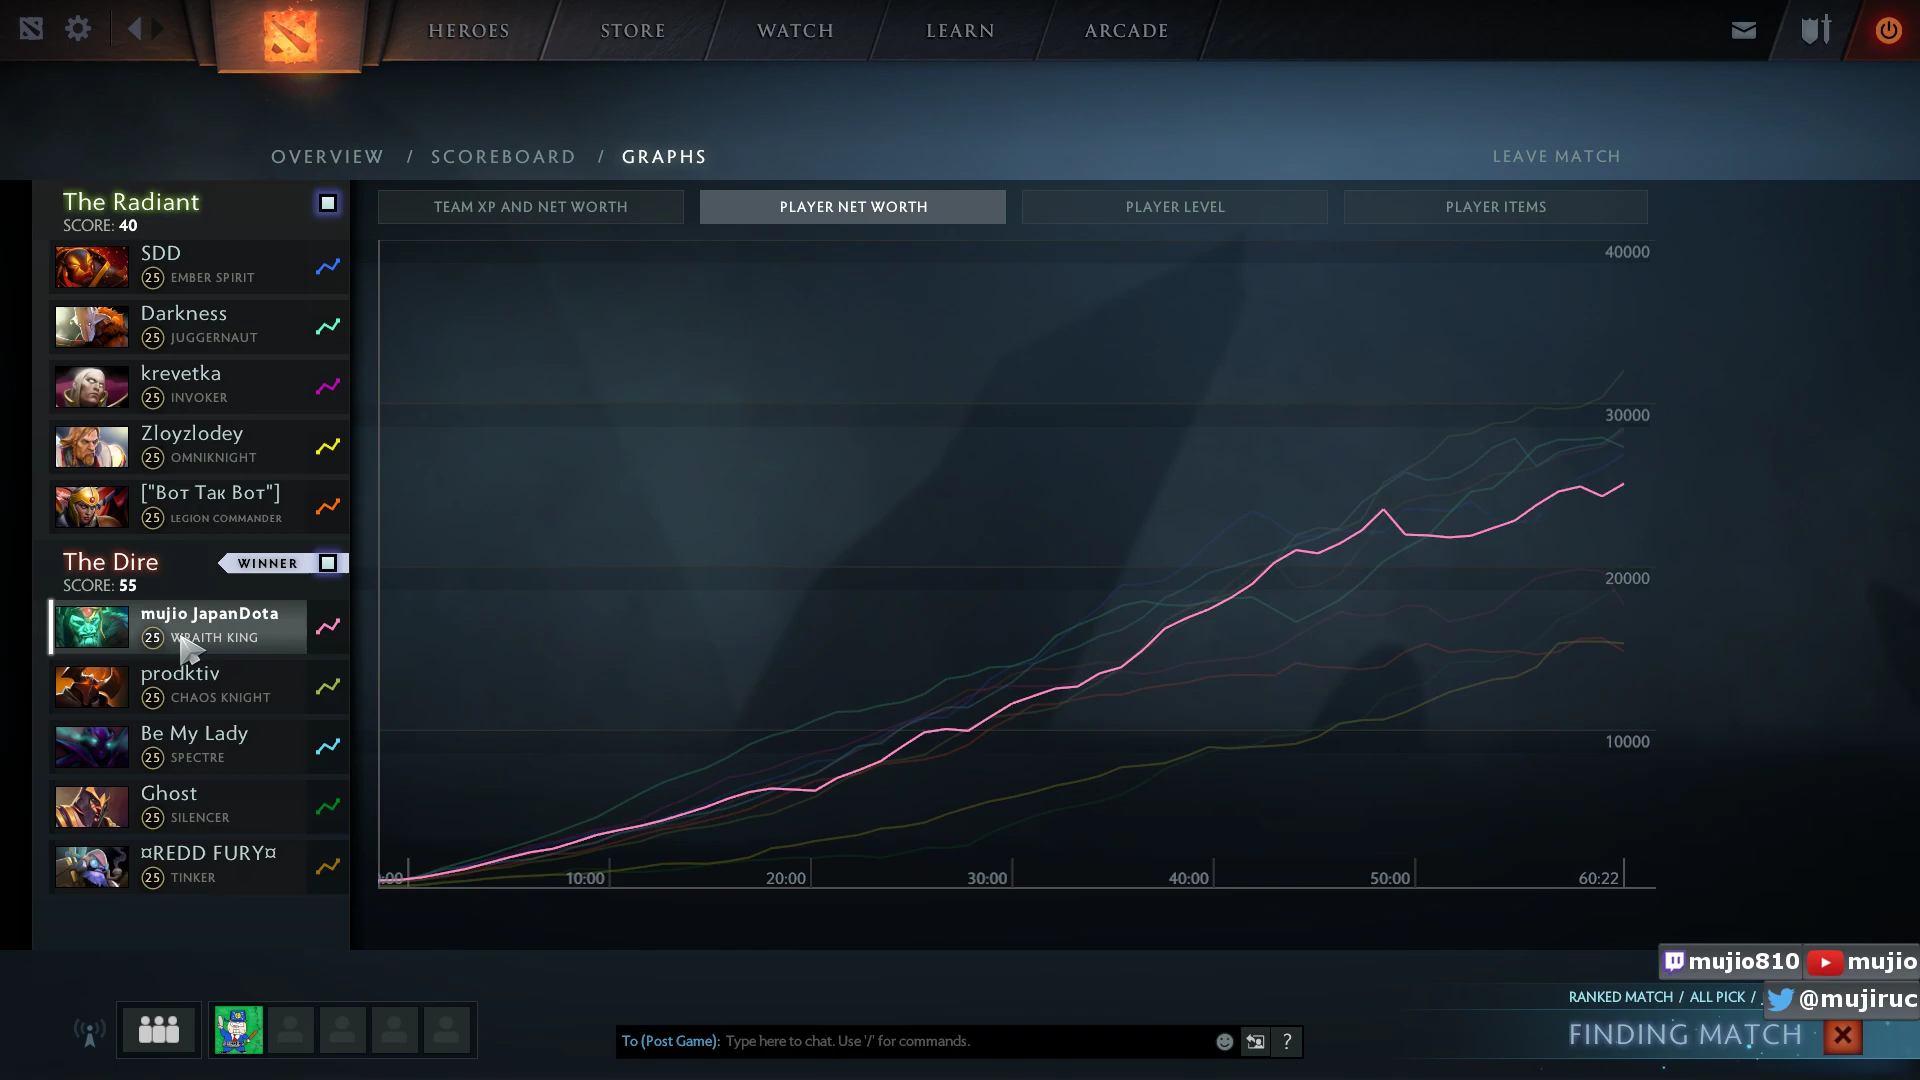 HEROES
STORE
WATCH
LEARN
ARCADE
OVERVIEW / SCOREBOARD / GRAPHS
LEAVE MATCH
The Radiant
SCORE: 40
TEAM XP AND NET WORTH
PLAYER NET WORTH
PLAYER LEVEL
PLAYER ITEMS
SDD
25 EMBER SPIRIT
Darkness
25 JUGGERNAUT
krevetka
25 INVOKER
Zloyzlodey
25 OMNIKNIGHT
["Вот Так Вот"]
25 LEGION COMMANDER
The Dire
WINNER
SCORE: 55
mujio JapanDota
25 WRAITH KING
prodktiv
25 CHAOS KNIGHT
Be My Lady
25 SPECTRE
Ghost
25 SILENCER
¤REDD FURY¤
25 TINKER
40000
30000
20000
10000
:00
10:00
20:00
30:00
40:00
50:00
60:22
mujio810
mujio
RANKED MATCH / ALL PICK /
@mujiruc
FINDING MATCH
To (Post Game): Type here to chat. Use '/' for commands.
?